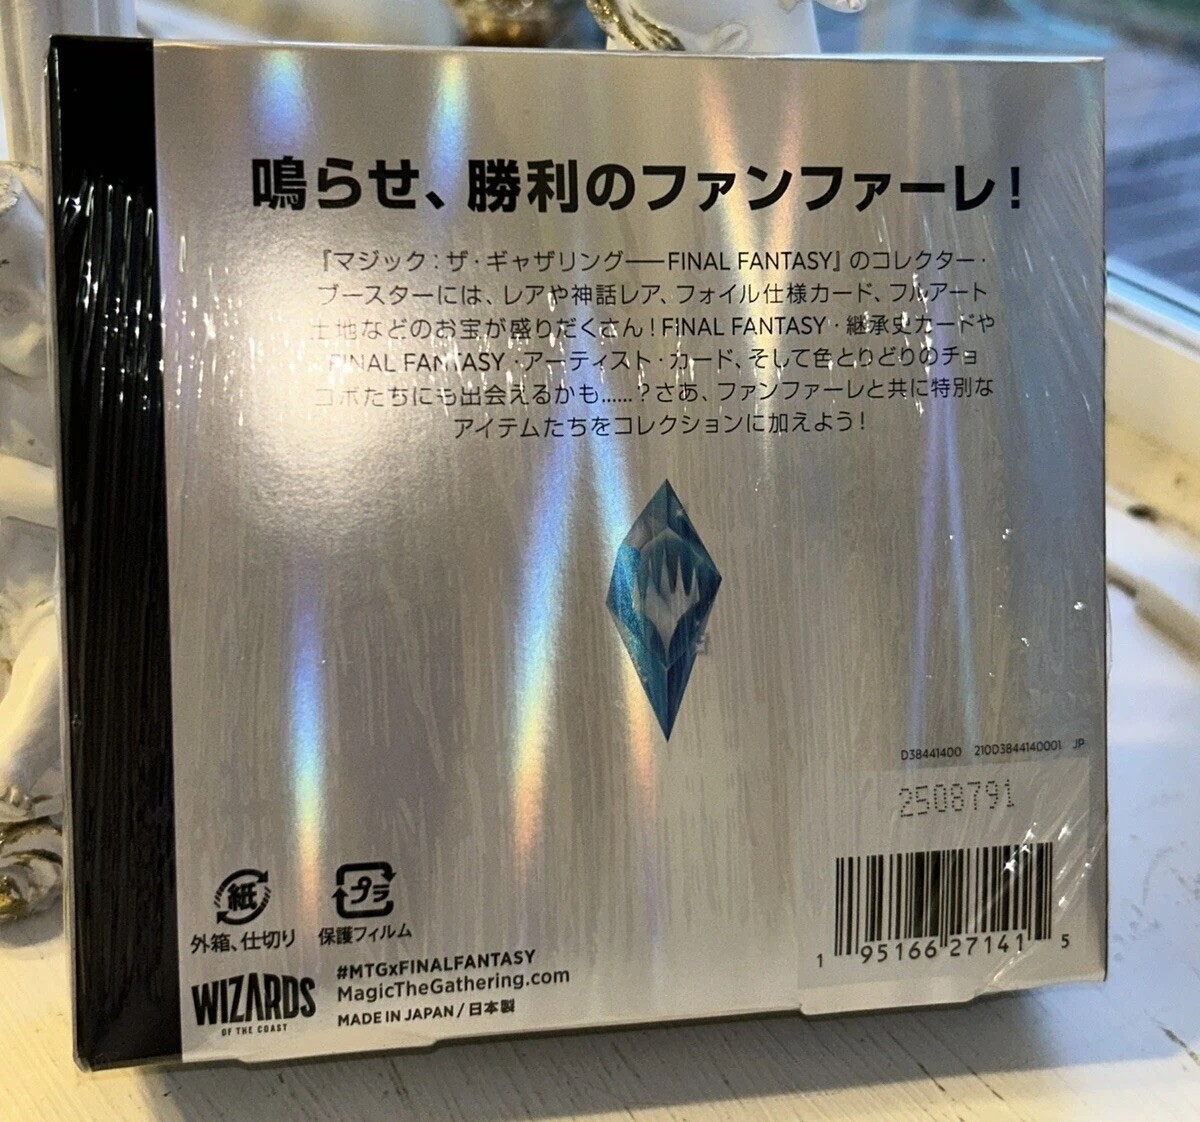 鳴らせ、勝利のファンファーレ！
『マジック：ザ・ギャザリング——FINAL FANTASY』のコレクター・
ブースターには、レアや神話レア、フォイル仕様カード、フルアート
土地などのお宝が盛りだくさん！FINAL FANTASY・継承史カードや
FINAL FANTASY・アーティスト・カード、そして色とりどりのチョ
コボたちにも出会えるかも......？さあ、ファンファーレと共に特別な
アイテムたちをコレクションに加えよう！
D38441400 210D3844140001 JP
2508791
1 95166 27141 5
紙
外箱、仕切り
プラ
保護フィルム
WIZARDS
OF THE COAST
#MTGxFINALFANTASY
MagicTheGathering.com
MADE IN JAPAN / 日本製